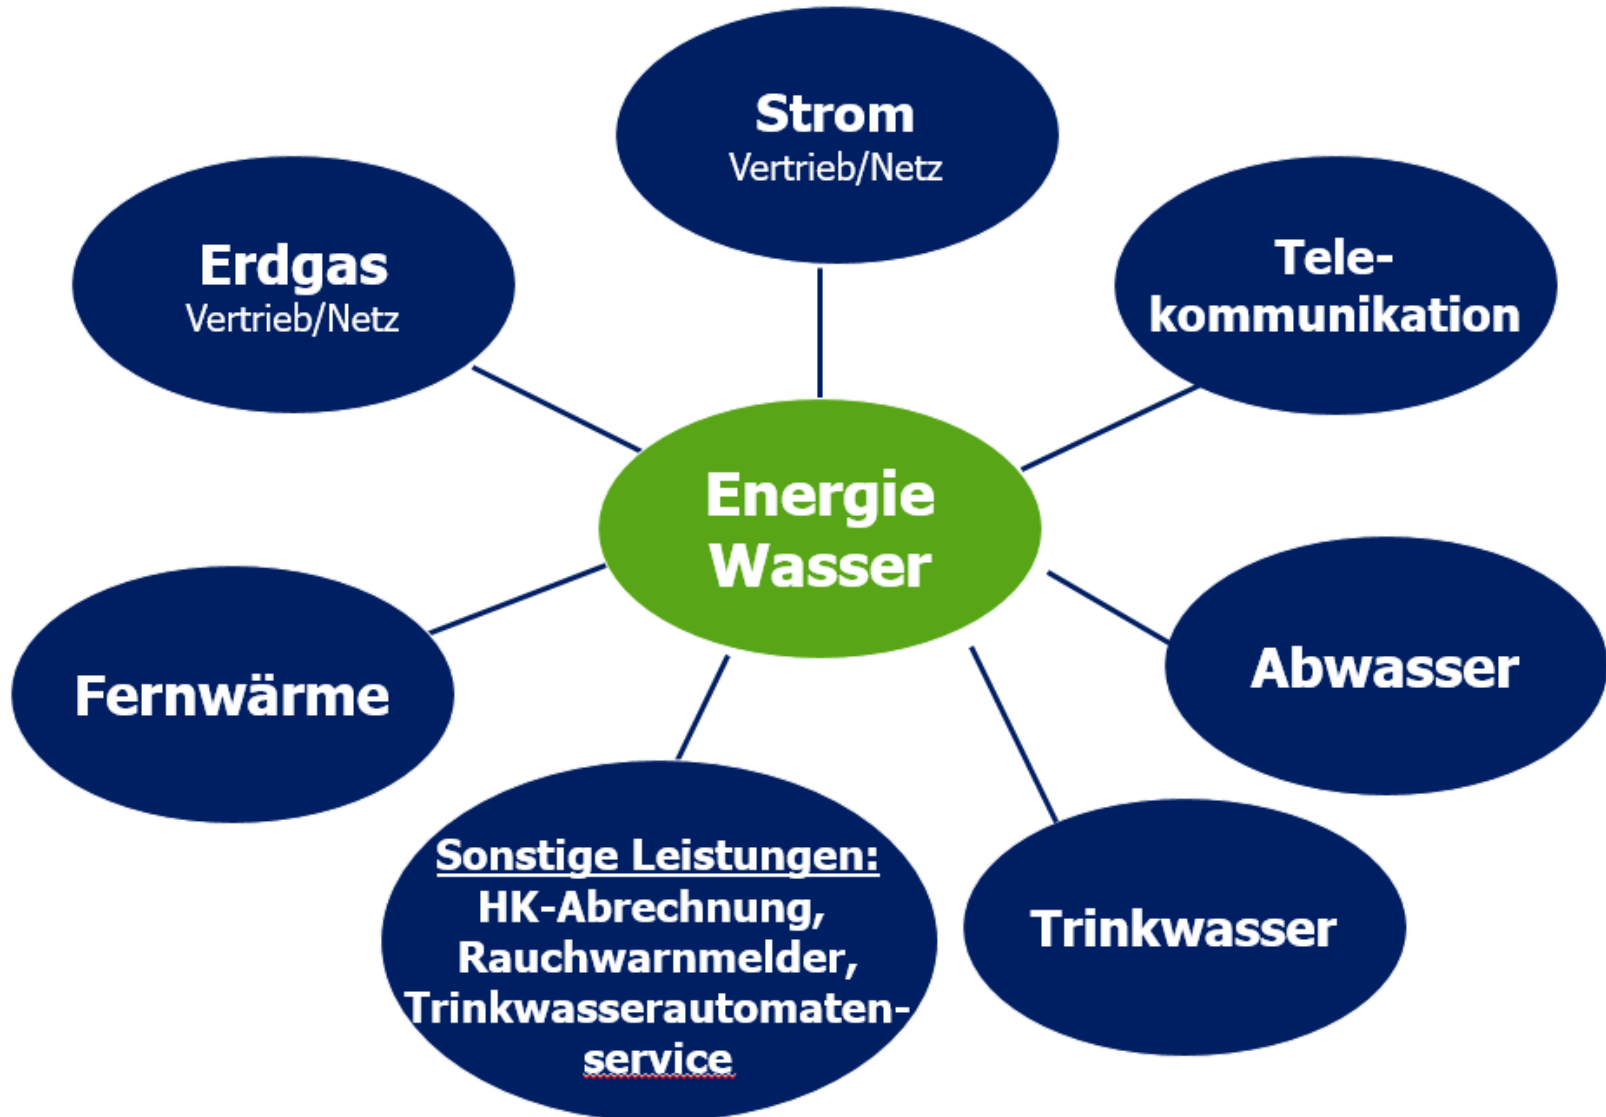 Strom
Vertrieb/Netz
Erdgas
Vertrieb/Netz
Tele-
kommunikation
Energie
Wasser
Fernwärme
Abwasser
Sonstige Leistungen:
HK-Abrechnung,
Rauchwarnmelder,
Trinkwasserautomaten-
service
Trinkwasser